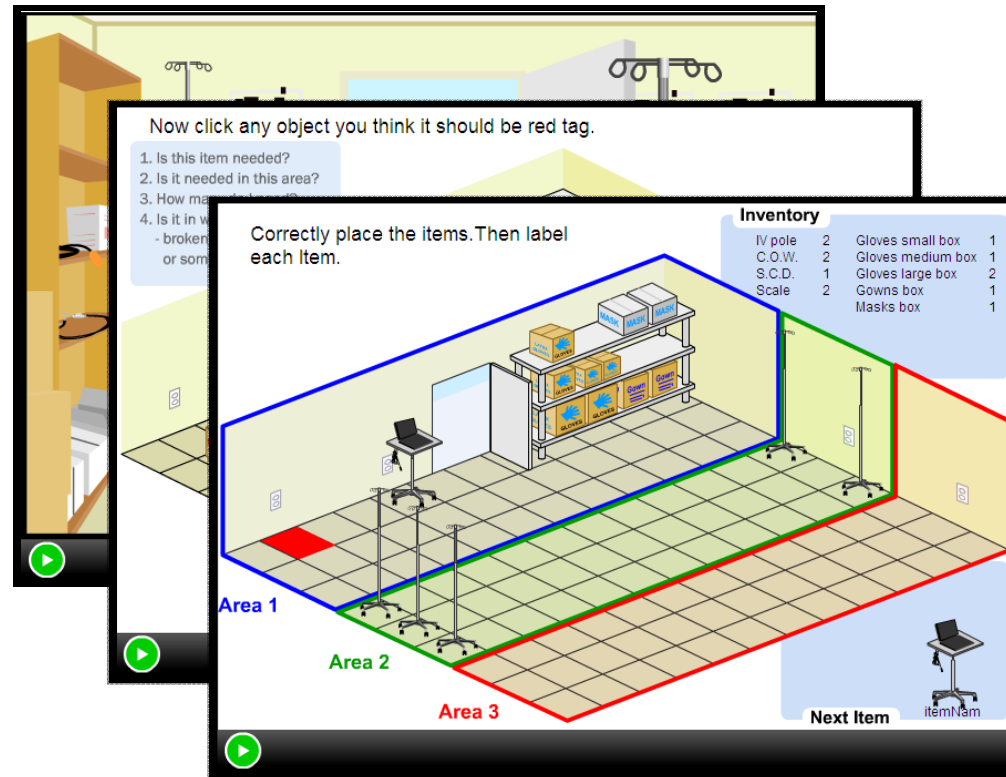 Now click any object you think it should be red tag.
1. Is this item needed?
2. Is it needed in this area?
3. How ma
4. Is it in w
- broken
or som
Correctly place the items.Then label
each Item.
Inventory
IV pole 2
C.O.W. 2
S.C.D. 1
Scale 2
Gloves small box 1
Gloves medium box 1
Gloves large box 2
Gowns box 1
Masks box 1
MASK MASK MASK
LATEX GLOVES
GLOVES
GLOVES
Gown Gown
GLOVES GLOVES
Area 1
Area 2
Area 3
itemNam
Next Item